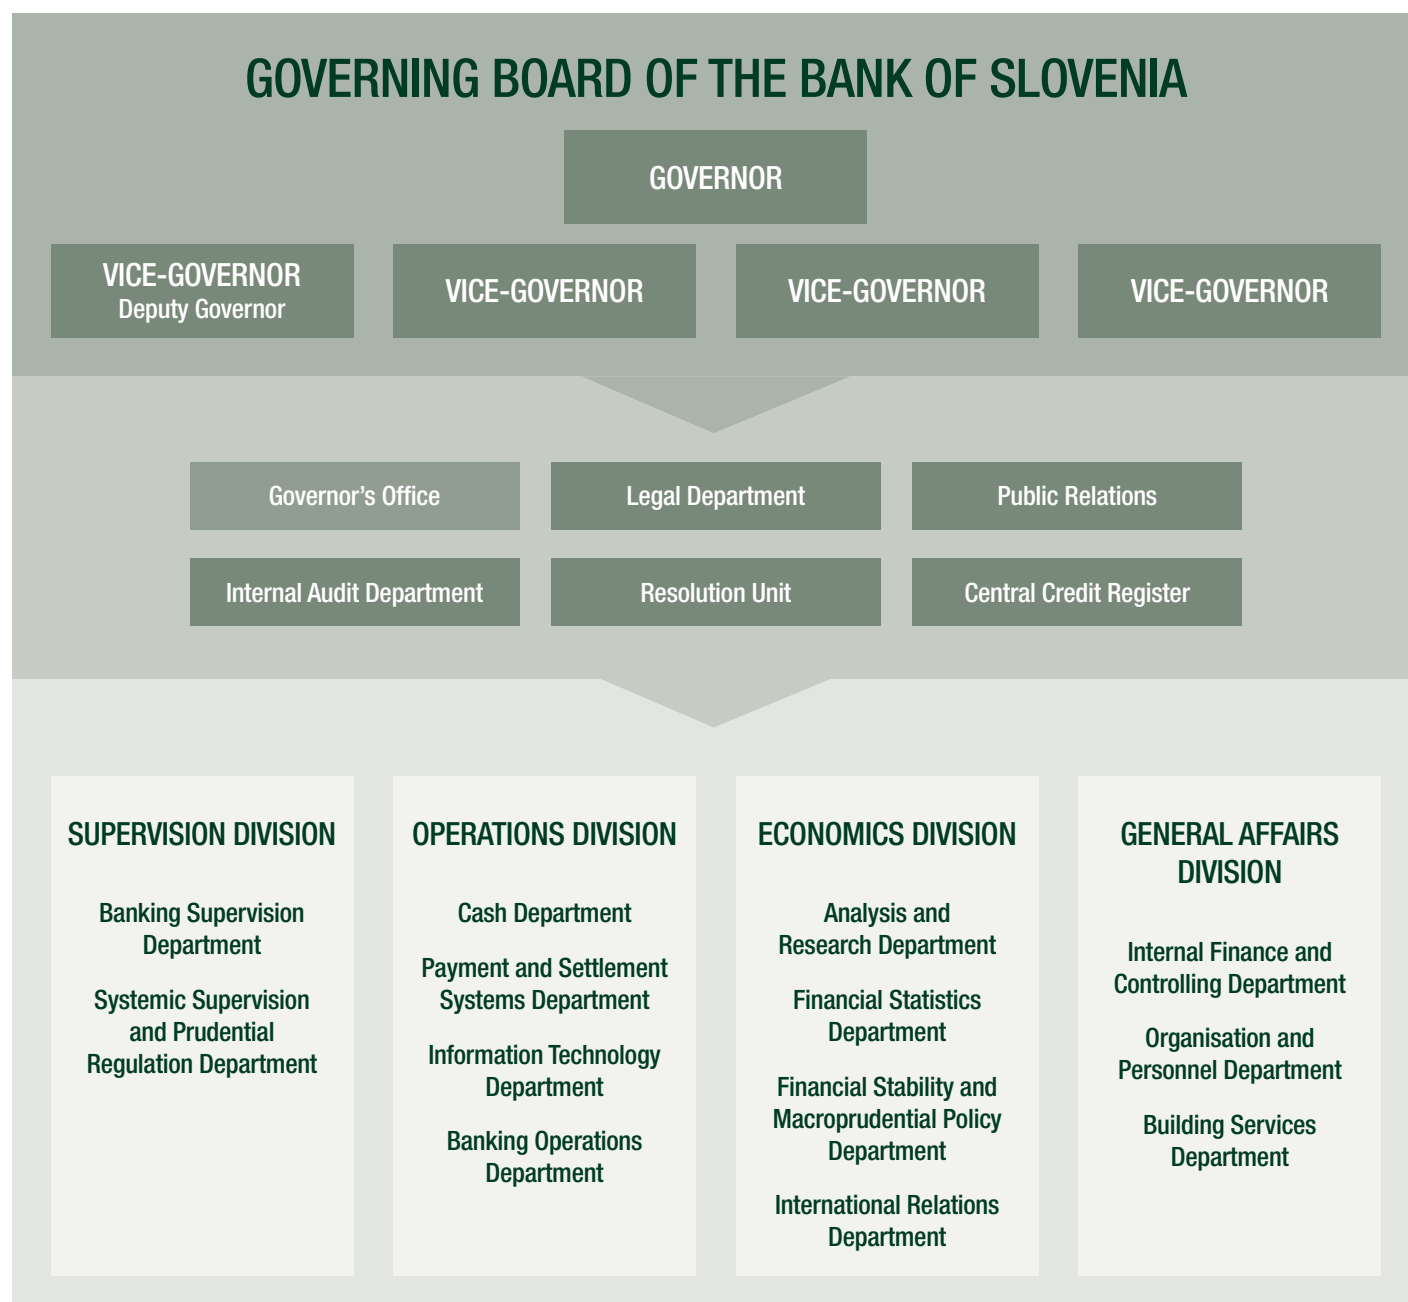 GOVERNING BOARD OF THE BANK OF SLOVENIA
GOVERNOR
VICE-GOVERNOR
Deputy Governor
VICE-GOVERNOR
VICE-GOVERNOR
VICE-GOVERNOR
Governor’s Office
Legal Department
Public Relations
Internal Audit Department
Resolution Unit
Central Credit Register
SUPERVISION DIVISION
Banking Supervision
Department
Systemic Supervision
and Prudential
Regulation Department
OPERATIONS DIVISION
Cash Department
Payment and Settlement
Systems Department
Information Technology
Department
Banking Operations
Department
ECONOMICS DIVISION
Analysis and
Research Department
Financial Statistics
Department
Financial Stability and
Macroprudential Policy
Department
International Relations
Department
GENERAL AFFAIRS
DIVISION
Internal Finance and
Controlling Department
Organisation and
Personnel Department
Building Services
Department